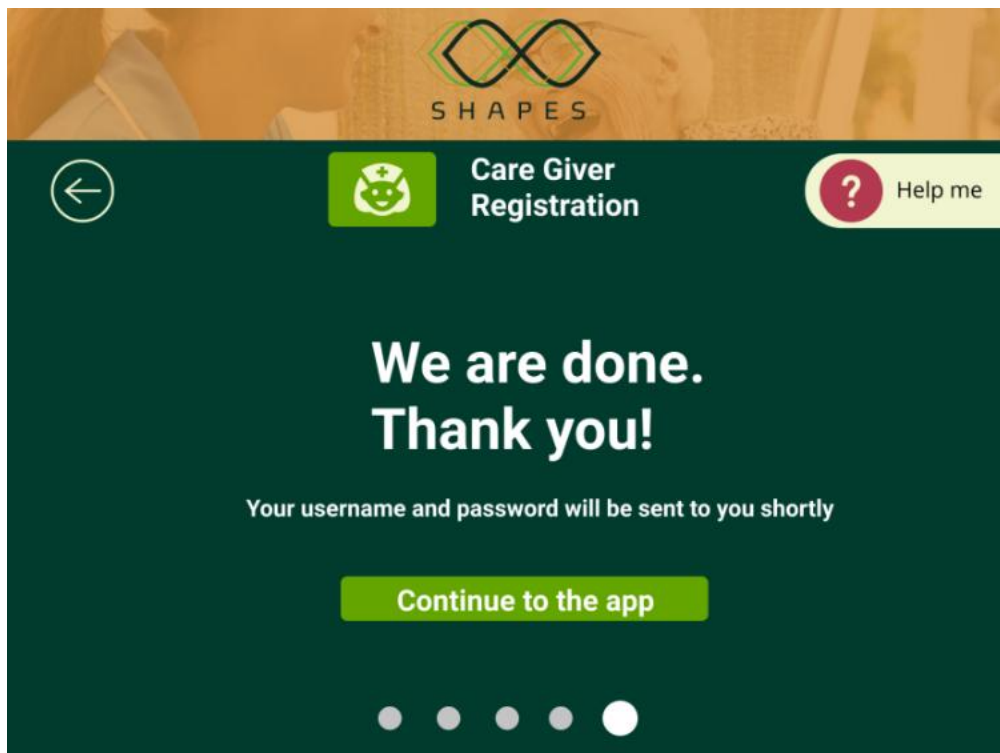 SHAPES
Care Giver
Registration
?
Help me
We are done.
Thank you!
Your username and password will be sent to you shortly
Continue to the app